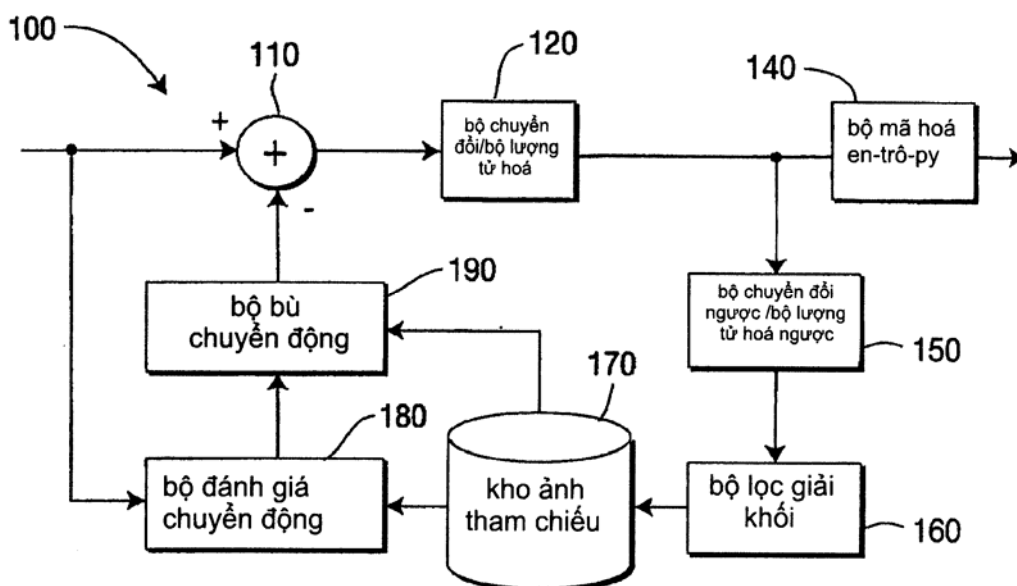 100
110
120
140
+
+
-
bộ chuyển
đổi/bộ lượng
tử hoá
bộ mã hoá
en-trô-py
190
bộ bù
chuyển động
bộ chuyển đổi
ngược /bộ lượng
tử hoá ngược
150
170
180
bộ đánh giá
chuyển động
kho ảnh
tham chiếu
bộ lọc giải
khối
160